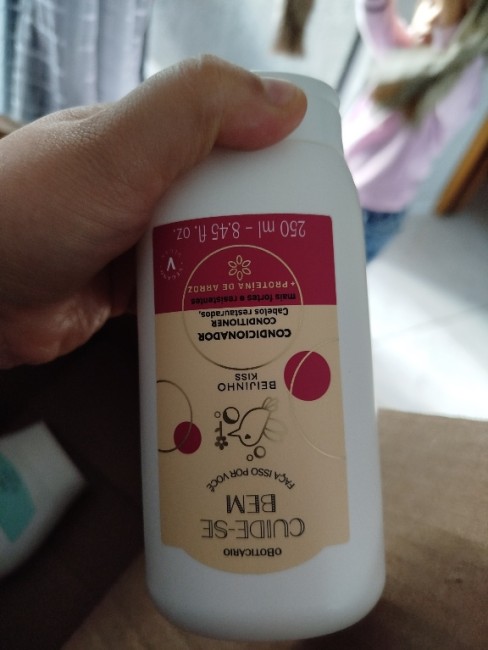 oBOTICÁRIO
CUIDE-SE
BEM
FAÇA ISSO POR VOCÊ
BEIJINHO
KISS
CONDICIONADOR
CONDITIONER
Cabelos restaurados,
mais fortes e resistentes
+ PROTEÍNA DE ARROZ
V
250 ml - 8.45 fl. oz.